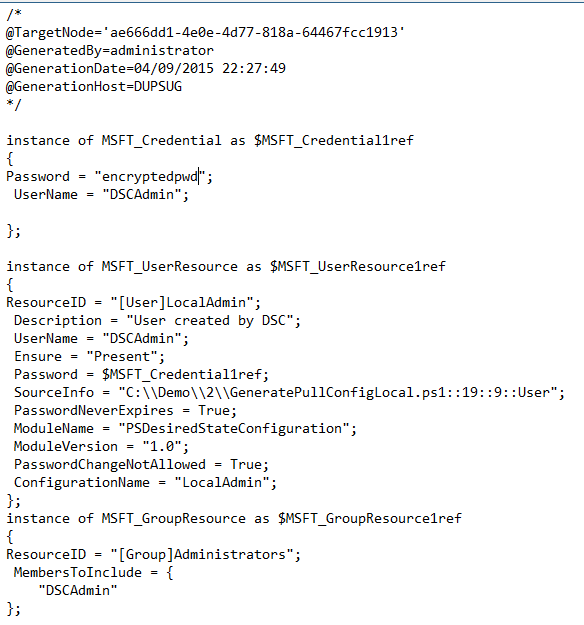 /*
@TargetNode='ae666dd1-4e0e-4d77-818a-64467fcc1913'
@GeneratedBy=administrator
@GenerationDate=04/09/2015 22:27:49
@GenerationHost=DUPSUG
*/
instance of MSFT_Credential as $MSFT_Credential1ref
{
Password = "encryptedpwd";
UserName = "DSCAdmin";
};
instance of MSFT_UserResource as $MSFT_UserResource1ref
{
ResourceID = "[User]LocalAdmin";
Description = "User created by DSC";
UserName = "DSCAdmin";
Ensure = "Present";
Password = $MSFT_Credential1ref;
SourceInfo = "C:\\Demo\\2\\GeneratePullConfigLocal.ps1::19::9::User";
PasswordNeverExpires = True;
ModuleName = "PSDesiredStateConfiguration";
ModuleVersion = "1.0";
PasswordChangeNotAllowed = True;
ConfigurationName = "LocalAdmin";
};
instance of MSFT_GroupResource as $MSFT_GroupResource1ref
{
ResourceID = "[Group]Administrators";
MembersToInclude = {
"DSCAdmin"
};